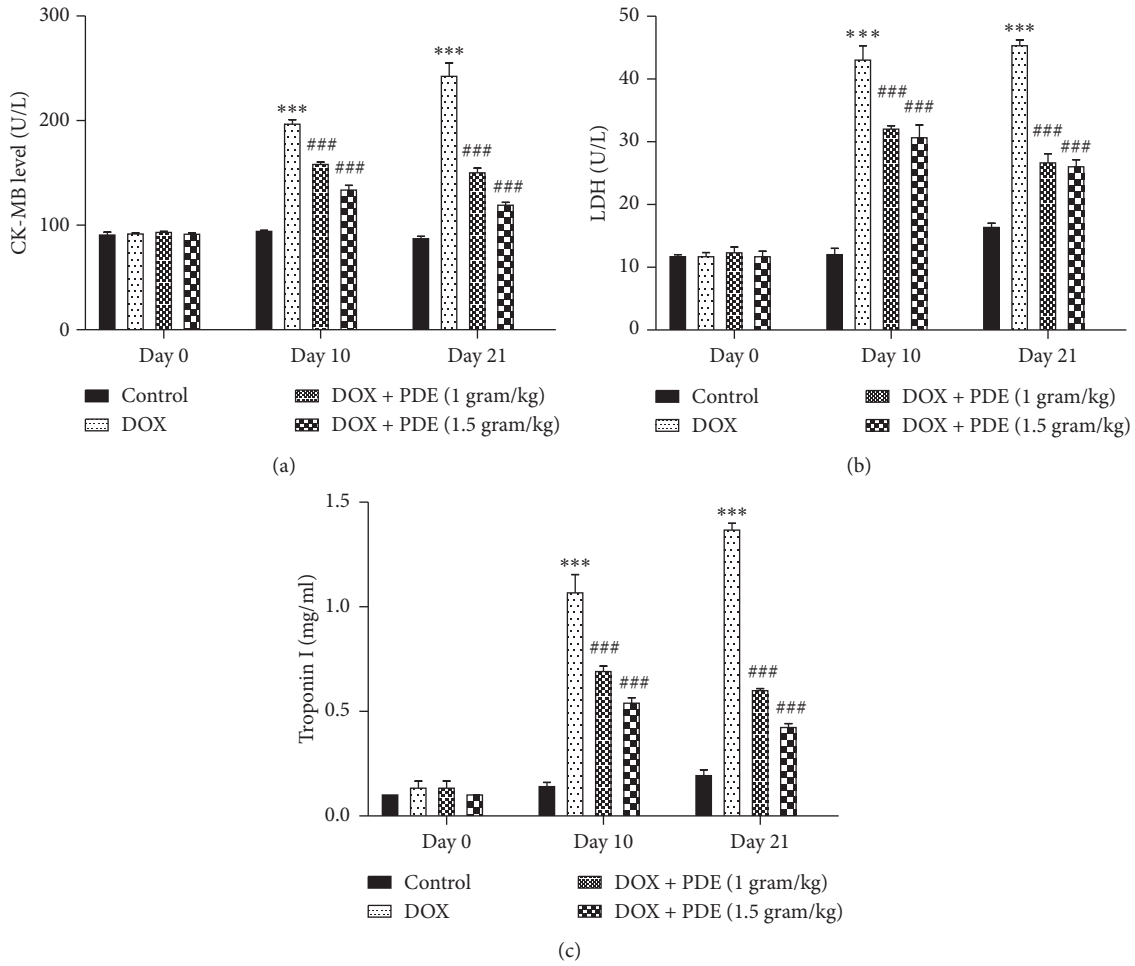 300
200
100
0
CK-MB level (U/L)
***
###
###
***
###
###
Day 0
Day 10
Day 21
Control
DOX
DOX + PDE (1 gram/kg)
DOX + PDE (1.5 gram/kg)
(a)
50
40
30
20
10
0
LDH (U/L)
***
###
###
***
###
###
Day 0
Day 10
Day 21
Control
DOX
DOX + PDE (1 gram/kg)
DOX + PDE (1.5 gram/kg)
(b)
1.5
1.0
0.5
0.0
Troponin I (mg/ml)
***
###
###
***
###
###
Day 0
Day 10
Day 21
Control
DOX
DOX + PDE (1 gram/kg)
DOX + PDE (1.5 gram/kg)
(c)